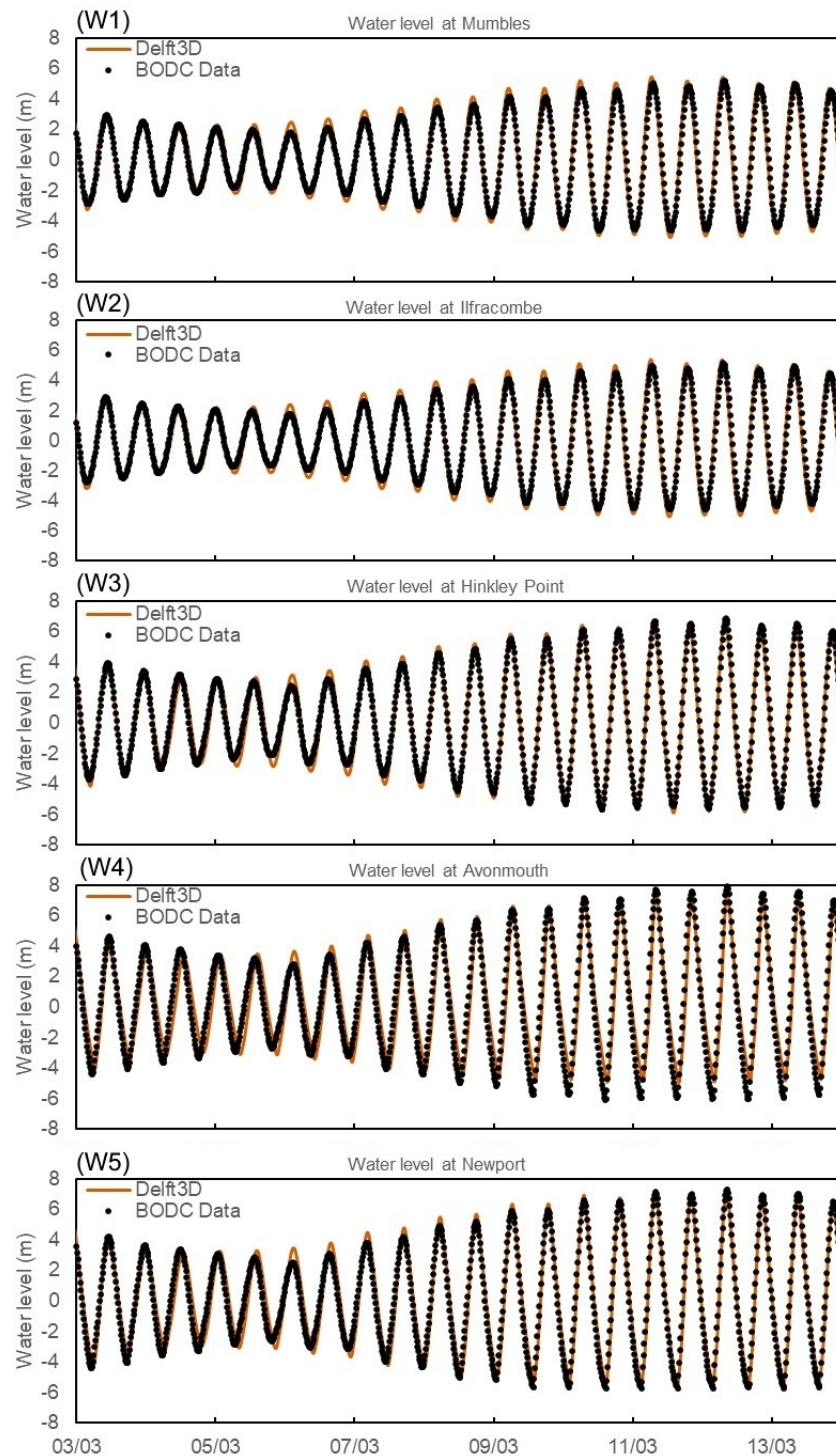 (W1)
Water level at Mumbles
Delft3D
BODC Data
Water level (m)
8
6
4
2
0
-2
-4
-6
-8
(W2)
Water level at Ilfracombe
Delft3D
BODC Data
Water level (m)
8
6
4
2
0
-2
-4
-6
-8
(W3)
Water level at Hinkley Point
Delft3D
BODC Data
Water level (m)
8
6
4
2
0
-2
-4
-6
-8
(W4)
Water level at Avonmouth
Delft3D
BODC Data
Water level (m)
8
6
4
2
0
-2
-4
-6
-8
(W5)
Water level at Newport
Delft3D
BODC Data
Water level (m)
8
6
4
2
0
-2
-4
-6
-8
03/03 05/03 07/03 09/03 11/03 13/03